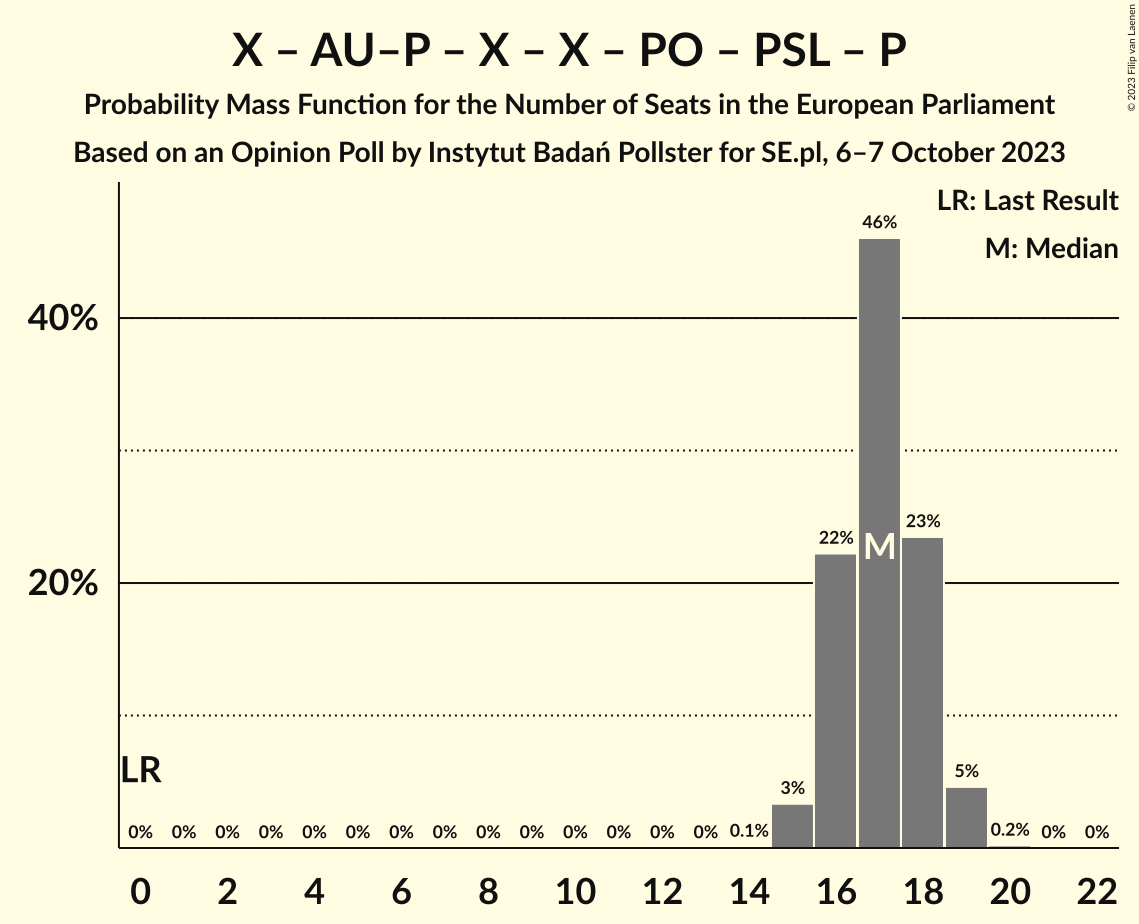 X – AU–P – X – X – PO – PSL – P
Probability Mass Function for the Number of Seats in the European Parliament
Based on an Opinion Poll by Instytut Badań Pollster for SE.pl, 6–7 October 2023
© 2023 Filip van Laenen
LR: Last Result
M: Median
46%
40%
23%
22%
M
20%
LR
5%
3%
0% 0% 0% 0% 0% 0% 0% 0% 0% 0% 0% 0% 0% 0% 0.1% 0.2% 0% 0%
0 2 4 6 8 10 12 14 16 18 20 22